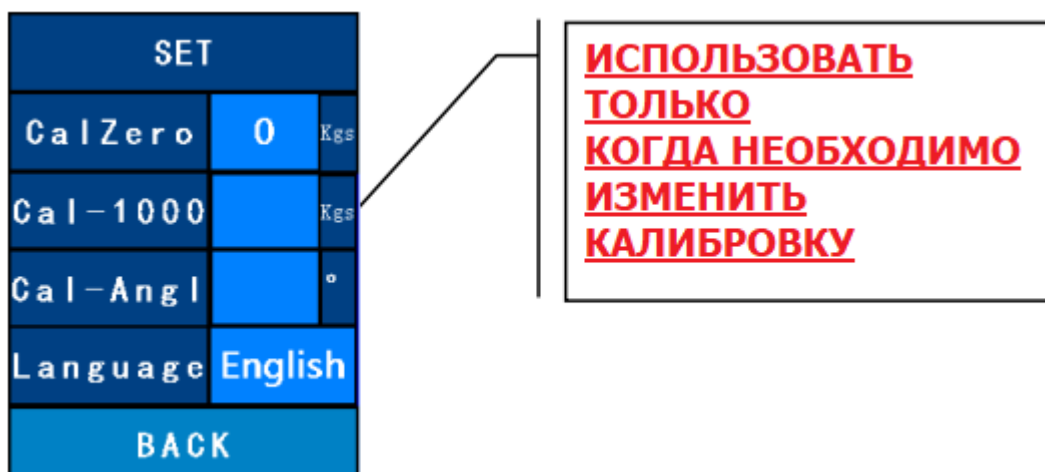 SET
CalZero 0 Kgs
Cal-1000 Kgs
Cal-Angl °
Language English
BACK
ИСПОЛЬЗОВАТЬ
ТОЛЬКО
КОГДА НЕОБХОДИМО
ИЗМЕНИТЬ
КАЛИБРОВКУ